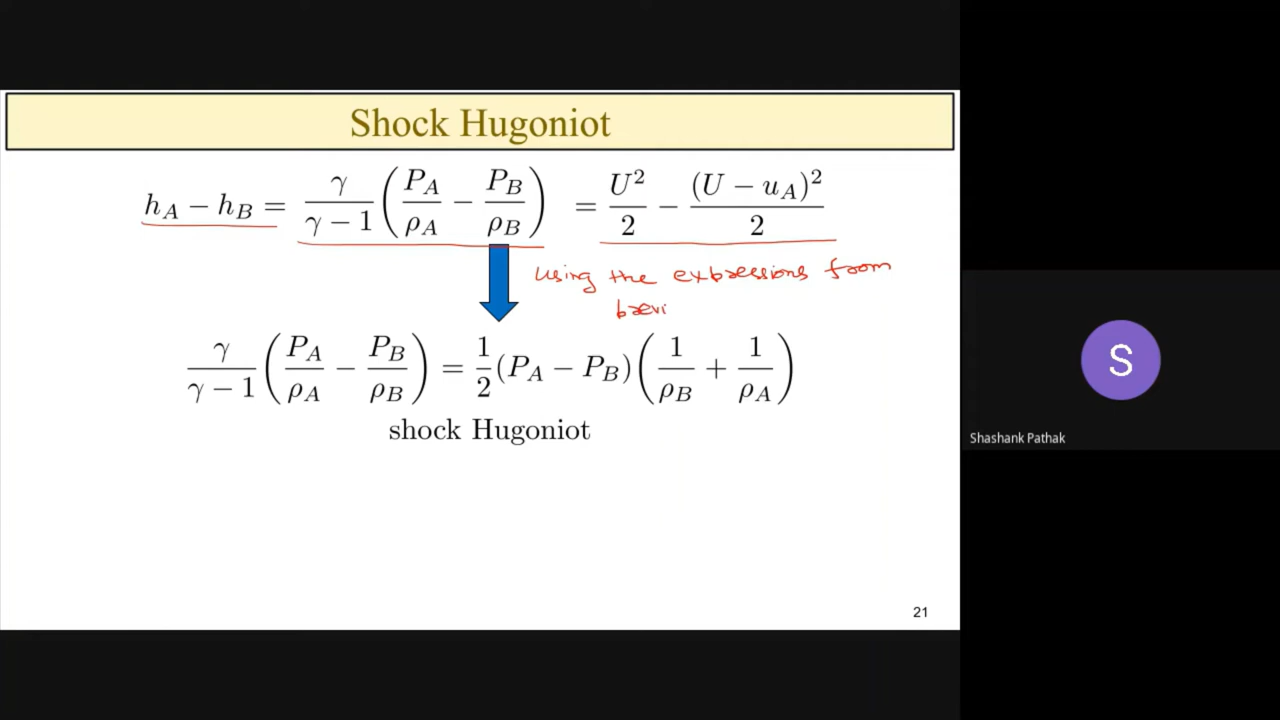 Shock Hugoniot
h_A − h_B = γ/(γ − 1) (P_A/ρ_A − P_B/ρ_B) = U²/2 − (U − u_A)²/2
using the expressions from
previ
γ/(γ − 1) (P_A/ρ_A − P_B/ρ_B) = 1/2 (P_A − P_B) (1/ρ_B + 1/ρ_A)
shock Hugoniot
21
S
Shashank Pathak